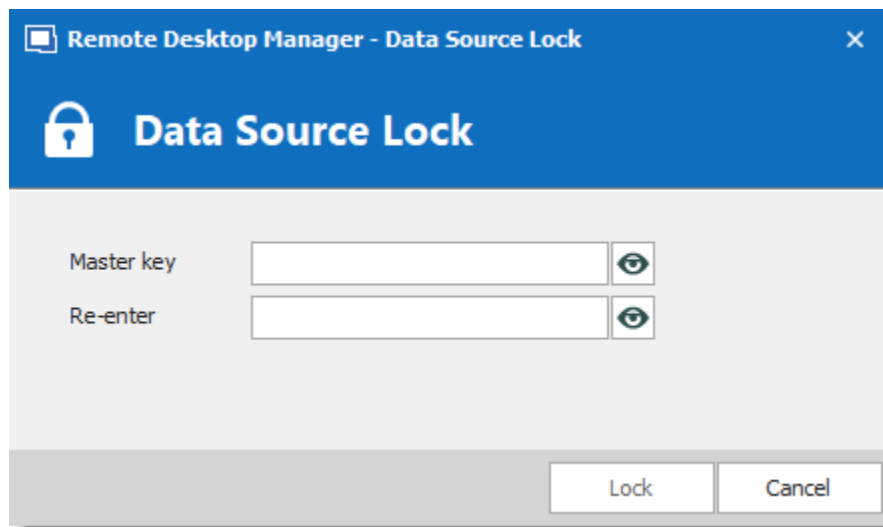 Remote Desktop Manager - Data Source Lock
Data Source Lock
Master key
Re-enter
Lock Cancel